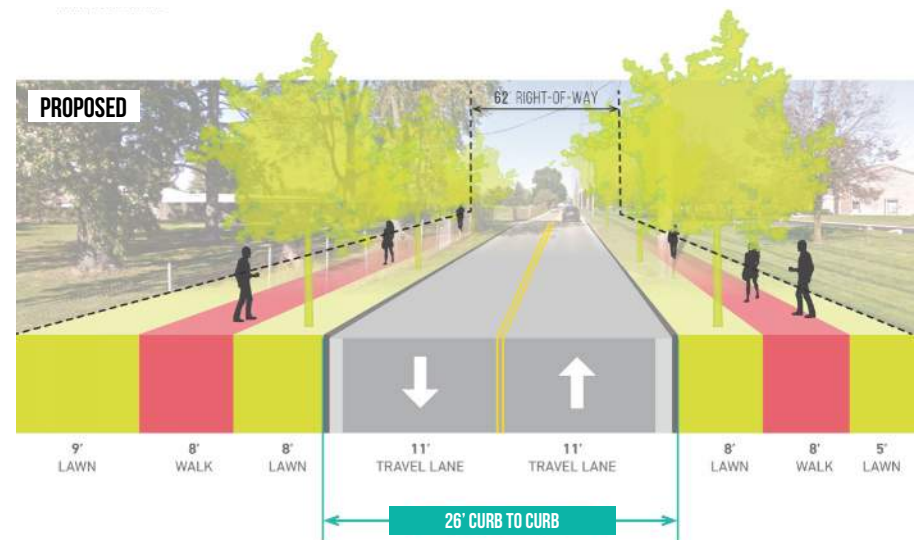 PROPOSED
62' RIGHT-OF-WAY
9' 8' 8' 11' 11' 8' 8' 5'
LAWN WALK LAWN TRAVEL LANE TRAVEL LANE LAWN WALK LAWN
26' CURB TO CURB